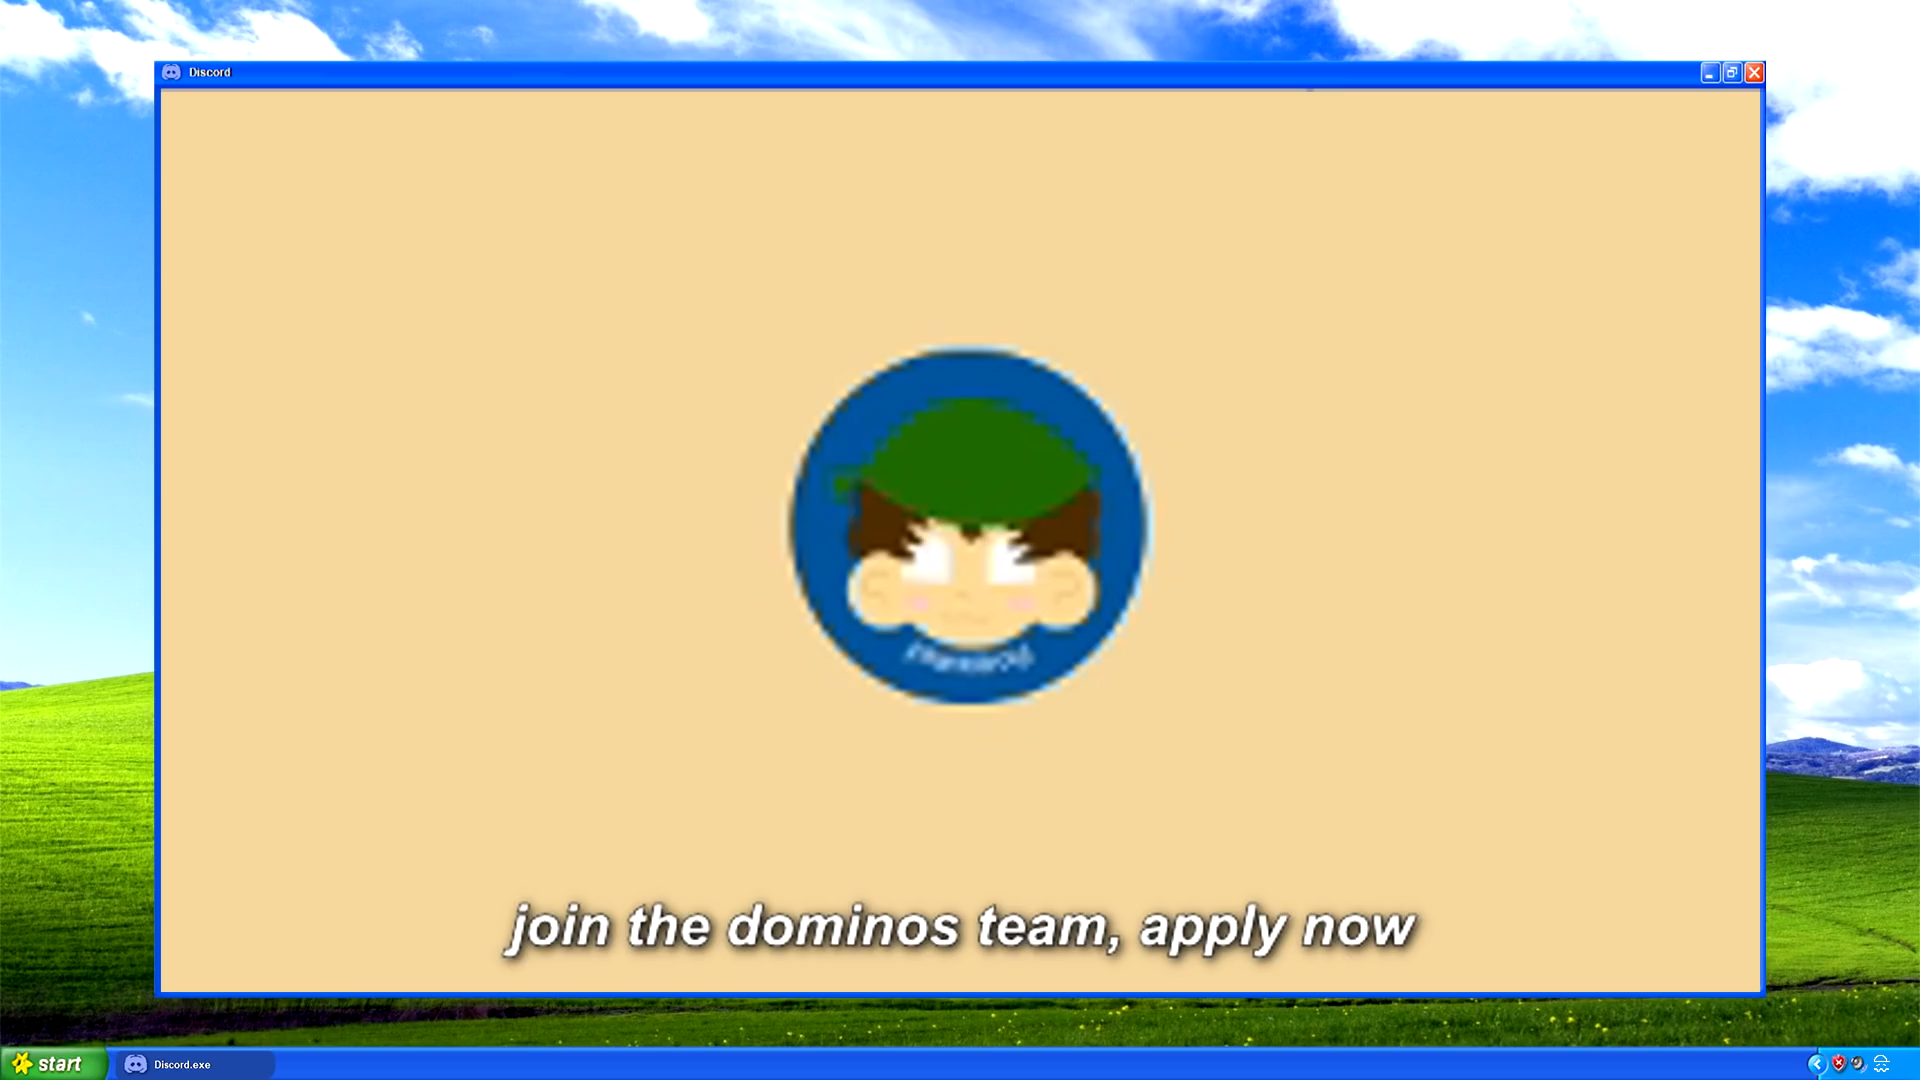 Discord
join the dominos team, apply now
start
Discord.exe